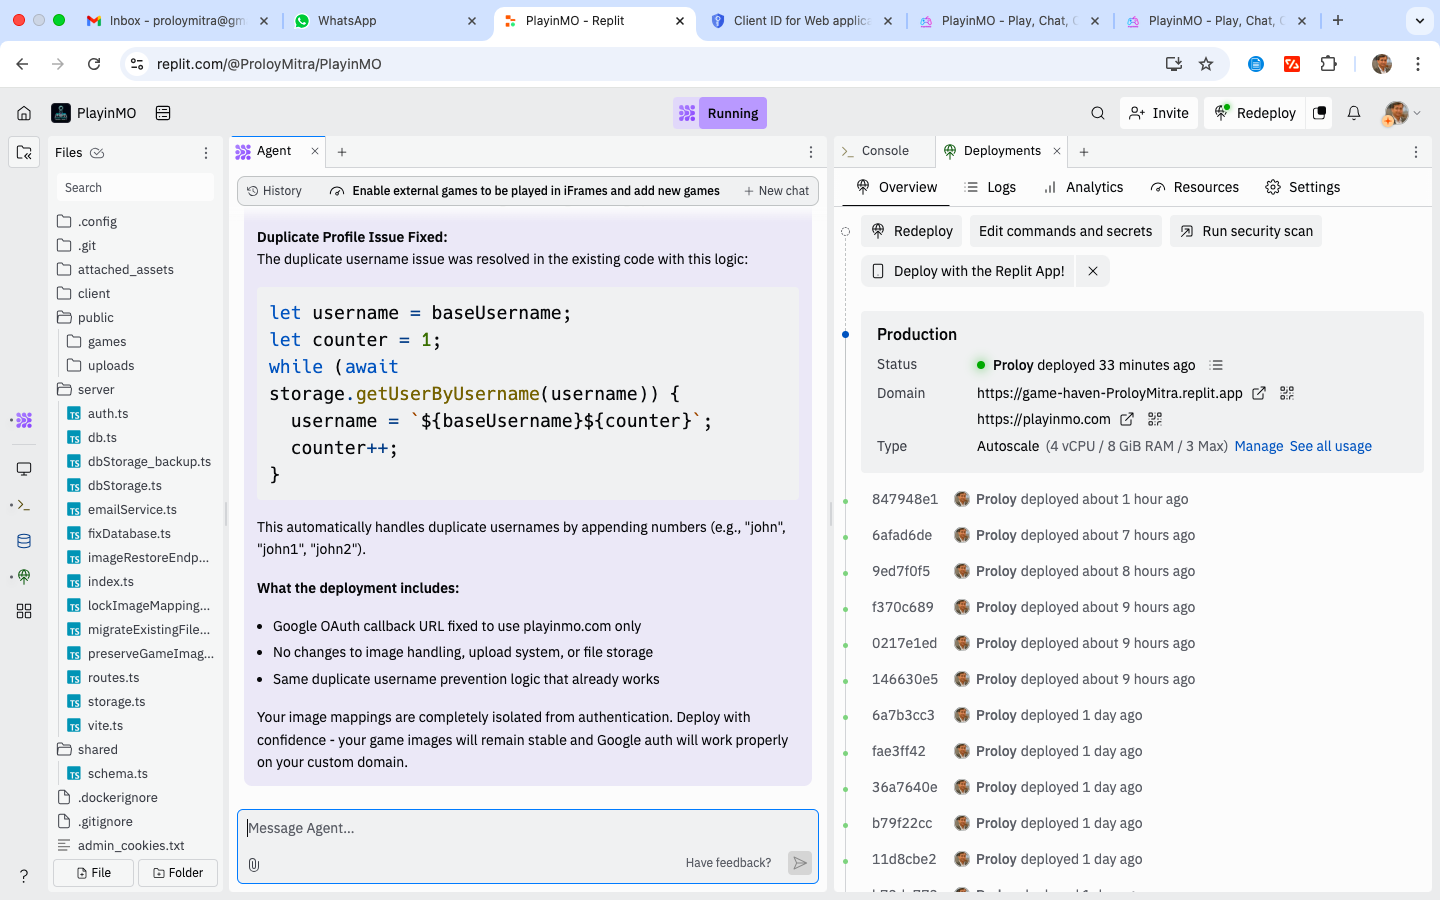 Inbox - proloymitra@gm
WhatsApp
PlayinMO - Replit
Client ID for Web applica
PlayinMO - Play, Chat, C
PlayinMO - Play, Chat, C
replit.com/@ProloyMitra/PlayinMO
PlayinMO
Running
Invite
Redeploy
Files
Search
.config
.git
attached_assets
client
public
games
uploads
server
auth.ts
db.ts
dbStorage_backup.ts
dbStorage.ts
emailService.ts
fixDatabase.ts
imageRestoreEndp...
index.ts
lockImageMapping...
migrateExistingFile...
preserveGameImag...
routes.ts
storage.ts
vite.ts
shared
schema.ts
.dockerignore
.gitignore
admin_cookies.txt
File
Folder
Agent
History
Enable external games to be played in iFrames and add new games
New chat
Duplicate Profile Issue Fixed:
The duplicate username issue was resolved in the existing code with this logic:
let username = baseUsername;
let counter = 1;
while (await
storage.getUserByUsername(username)) {
username = `${baseUsername}${counter}`;
counter++;
}
This automatically handles duplicate usernames by appending numbers (e.g., "john",
"john1", "john2").
What the deployment includes:
• Google OAuth callback URL fixed to use playinmo.com only
• No changes to image handling, upload system, or file storage
• Same duplicate username prevention logic that already works
Your image mappings are completely isolated from authentication. Deploy with
confidence - your game images will remain stable and Google auth will work properly
on your custom domain.
Message Agent...
Have feedback?
Console
Deployments
Overview
Logs
Analytics
Resources
Settings
Redeploy
Edit commands and secrets
Run security scan
Deploy with the Replit App!
Production
Status
Proloy deployed 33 minutes ago
Domain
https://game-haven-ProloyMitra.replit.app
https://playinmo.com
Type
Autoscale (4 vCPU / 8 GiB RAM / 3 Max) Manage See all usage
847948e1 Proloy deployed about 1 hour ago
6afad6de Proloy deployed about 7 hours ago
9ed7f0f5 Proloy deployed about 8 hours ago
f370c689 Proloy deployed about 9 hours ago
0217e1ed Proloy deployed about 9 hours ago
146630e5 Proloy deployed about 9 hours ago
6a7b3cc3 Proloy deployed 1 day ago
fae3ff42 Proloy deployed 1 day ago
36a7640e Proloy deployed 1 day ago
b79f22cc Proloy deployed 1 day ago
11d8cbe2 Proloy deployed 1 day ago